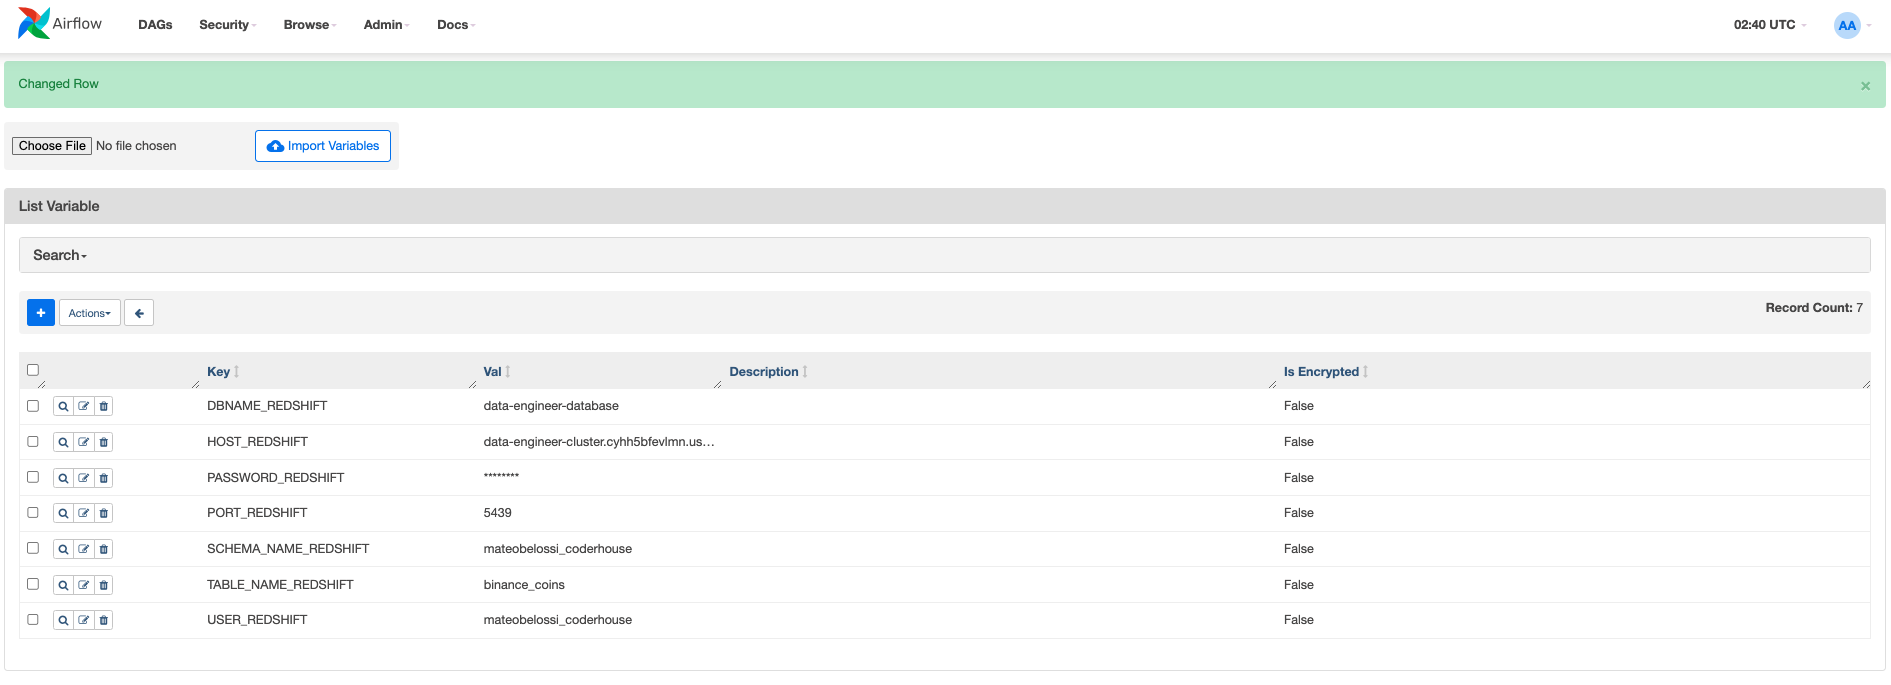 Airflow DAGs Security Browse Admin Docs 02:40 UTC AA
Changed Row ×
Choose File No file chosen Import Variables
List Variable
Search
+ Actions Record Count: 7
Key Val Description Is Encrypted
DBNAME_REDSHIFT data-engineer-database False
HOST_REDSHIFT data-engineer-cluster.cyhh5bfevlmn.us… False
PASSWORD_REDSHIFT ******** False
PORT_REDSHIFT 5439 False
SCHEMA_NAME_REDSHIFT mateobelossi_coderhouse False
TABLE_NAME_REDSHIFT binance_coins False
USER_REDSHIFT mateobelossi_coderhouse False